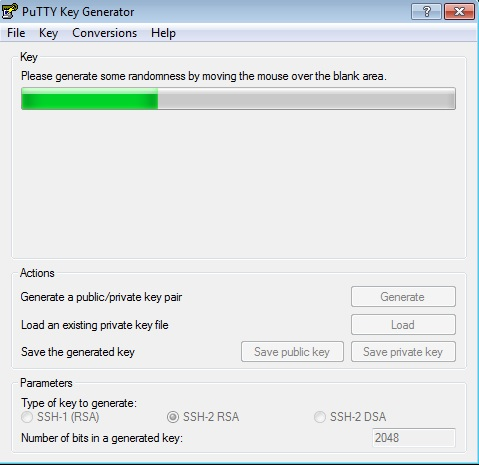 PuTTY Key Generator
File Key Conversions Help
Key
Please generate some randomness by moving the mouse over the blank area.
Actions
Generate a public/private key pair
Generate
Load an existing private key file
Load
Save the generated key
Save public key
Save private key
Parameters
Type of key to generate:
SSH-1 (RSA)
SSH-2 RSA
SSH-2 DSA
Number of bits in a generated key:
2048